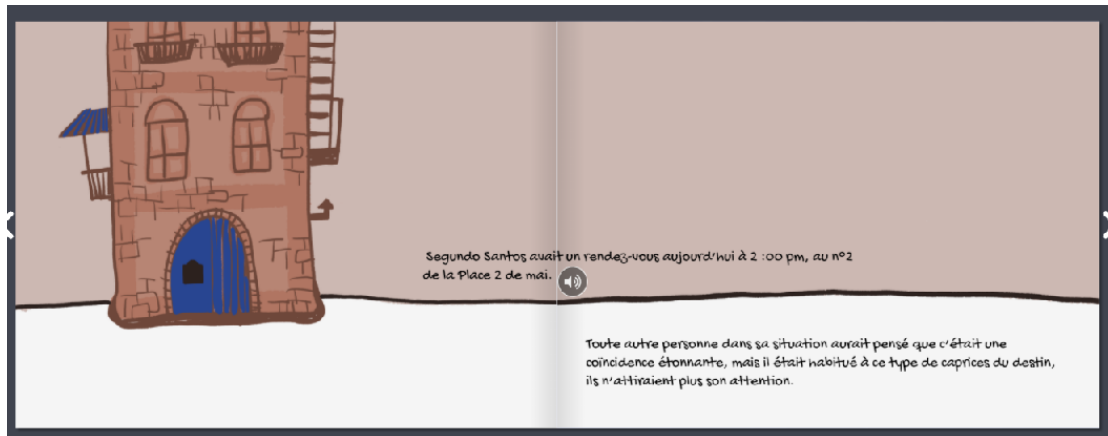 Segundo Santos avait un rendez-vous aujourd'hui à 2 :00 pm, au nº2
de la Place 2 de mai.
Toute autre personne dans sa situation aurait pensé que c'était une
coïncidence étonnante, mais il était habitué à ce type de caprices du destin,
ils n'attiraient plus son attention.